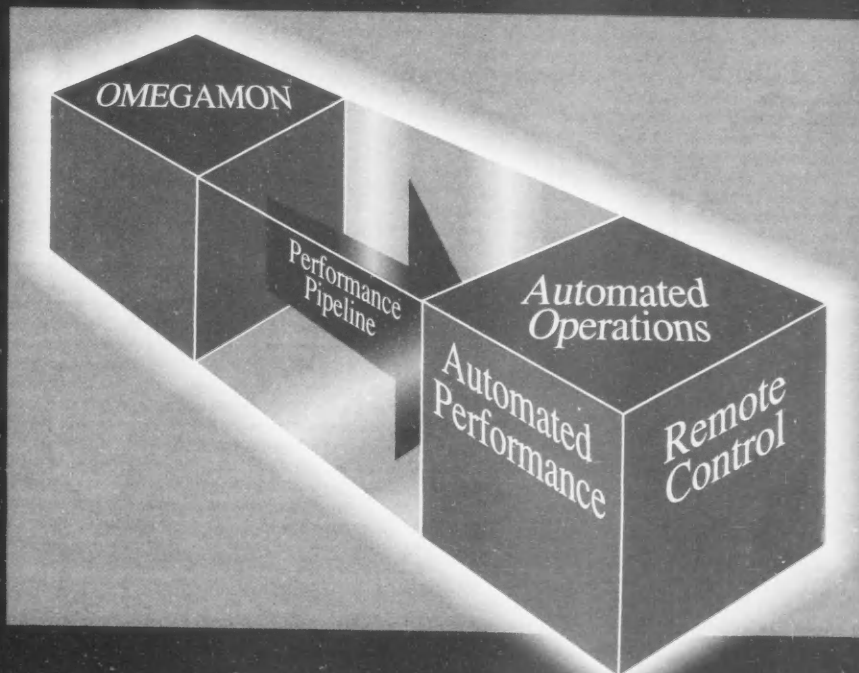 OMEGAMON
Performance
Pipeline
Automated
Operations
Automated
Performance
Remote
Control